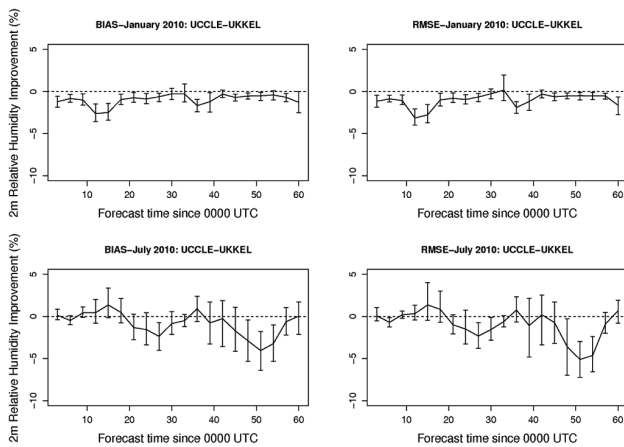 BIAS−January 2010: UCCLE−UKKEL
RMSE−January 2010: UCCLE−UKKEL
2m Relative Humidity Improvement (%)
5
0
−5
−10
5
0
−5
−10
10 20 30 40 50 60
10 20 30 40 50 60
Forecast time since 0000 UTC
Forecast time since 0000 UTC
BIAS−July 2010: UCCLE−UKKEL
RMSE−July 2010: UCCLE−UKKEL
2m Relative Humidity Improvement (%)
5
0
−5
−10
5
0
−5
−10
10 20 30 40 50 60
10 20 30 40 50 60
Forecast time since 0000 UTC
Forecast time since 0000 UTC